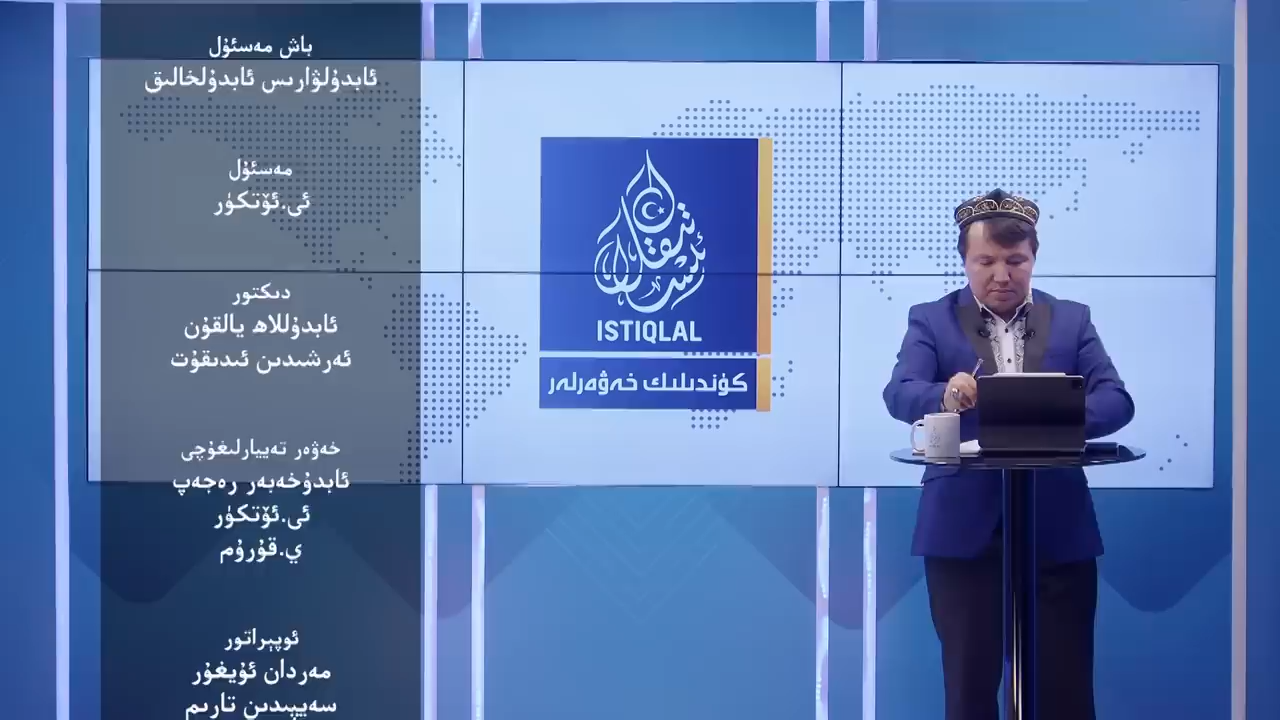 باش مەسئۇل
ئابدۇلۋارىس ئابدۇلخالىق
مەسئۇل
ئى.ئۆتكۈر
دىكتور
ئابدۇللاھ يالقۇن
ئەرشىدىن ئىدىقۇت
خەۋەر تەييارلىغۇچى
ئابدۇخەبەر رەجەپ
ئى.ئۆتكۈر
ي.قۇرۇم
ئوپېراتور
مەردان ئۇيغۇر
سەيپىدىن تارىم
ئىستىقلال
ISTIQLAL
كۈندىلىك خەۋەرلەر